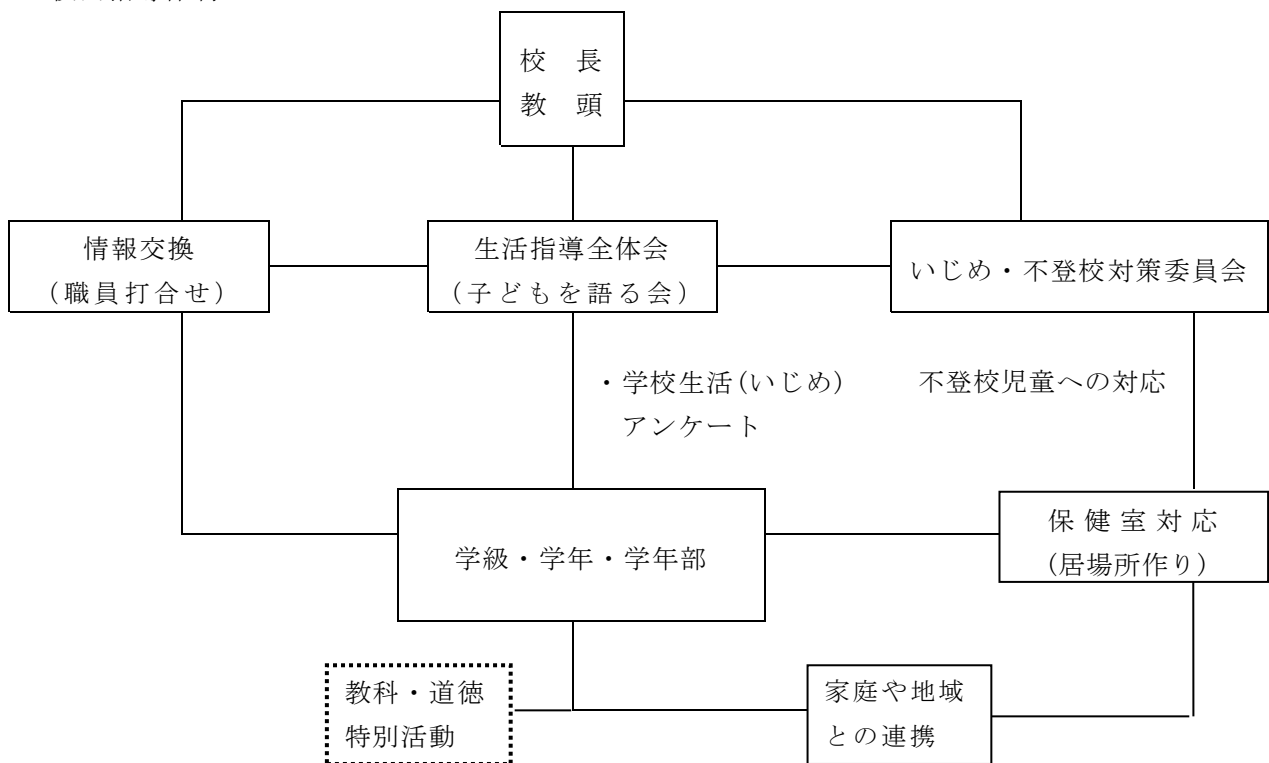 校　長
教　頭
情報交換
（職員打合せ）
生活指導全体会
（子どもを語る会）
いじめ・不登校対策委員会
・学校生活(いじめ)
アンケート
不登校児童への対応
学級・学年・学年部
保健室対応
(居場所作り)
教科・道徳
特別活動
家庭や地域
との連携